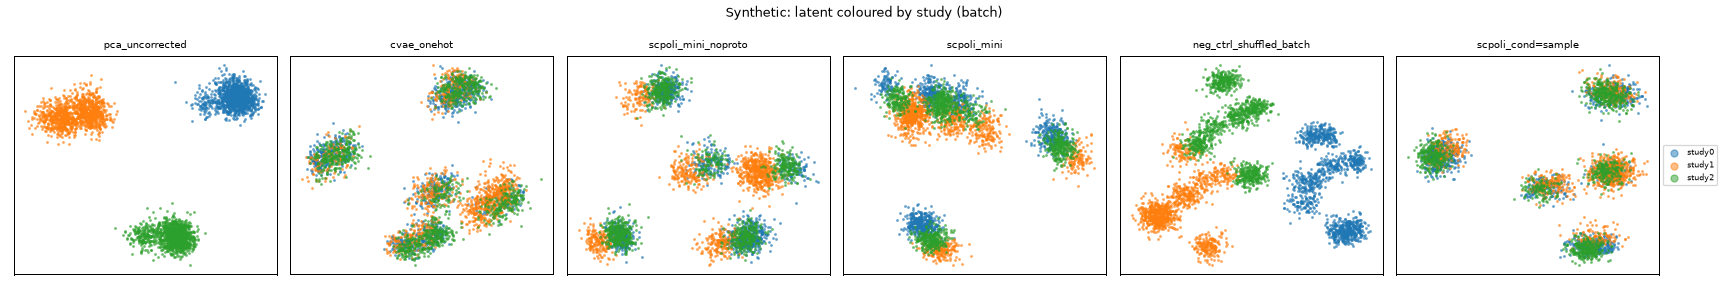 Synthetic: latent coloured by study (batch)
pca_uncorrected
cvae_onehot
scpoli_mini_noproto
scpoli_mini
neg_ctrl_shuffled_batch
scpoli_cond=sample
study0
study1
study2